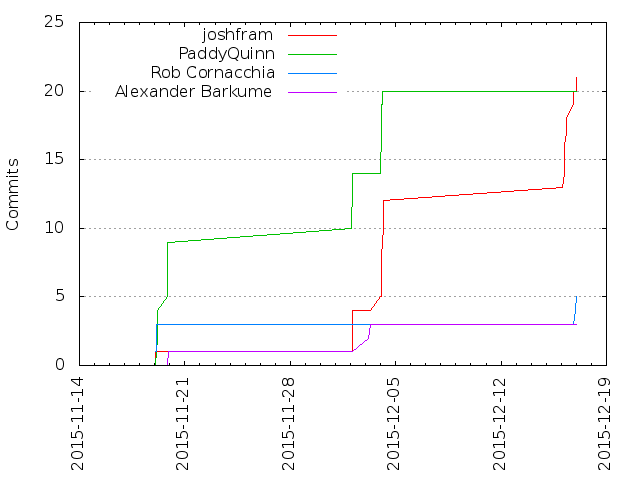 25
20
15
10
5
0
Commits
joshfram
PaddyQuinn
Rob Cornacchia
Alexander Barkume
2015-11-14
2015-11-21
2015-11-28
2015-12-05
2015-12-12
2015-12-19